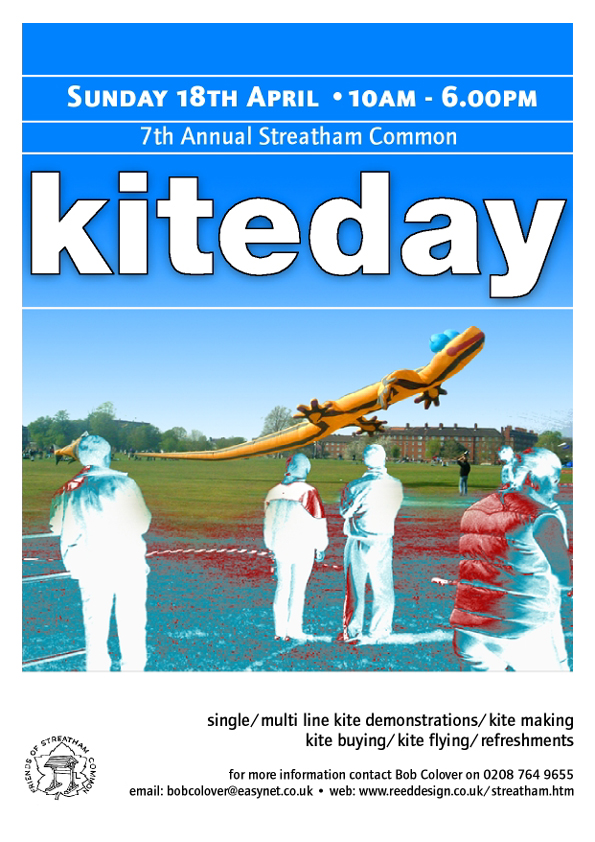 Sunday 18th April • 10am - 6.00pm
7th Annual Streatham Common
kiteday
single/multi line kite demonstrations/kite making
kite buying/kite flying/refreshments
for more information contact Bob Colover on 0208 764 9655
email: bobcolover@easynet.co.uk • web: www.reeddesign.co.uk/streatham.htm
FRIENDS OF STREATHAM COMMON